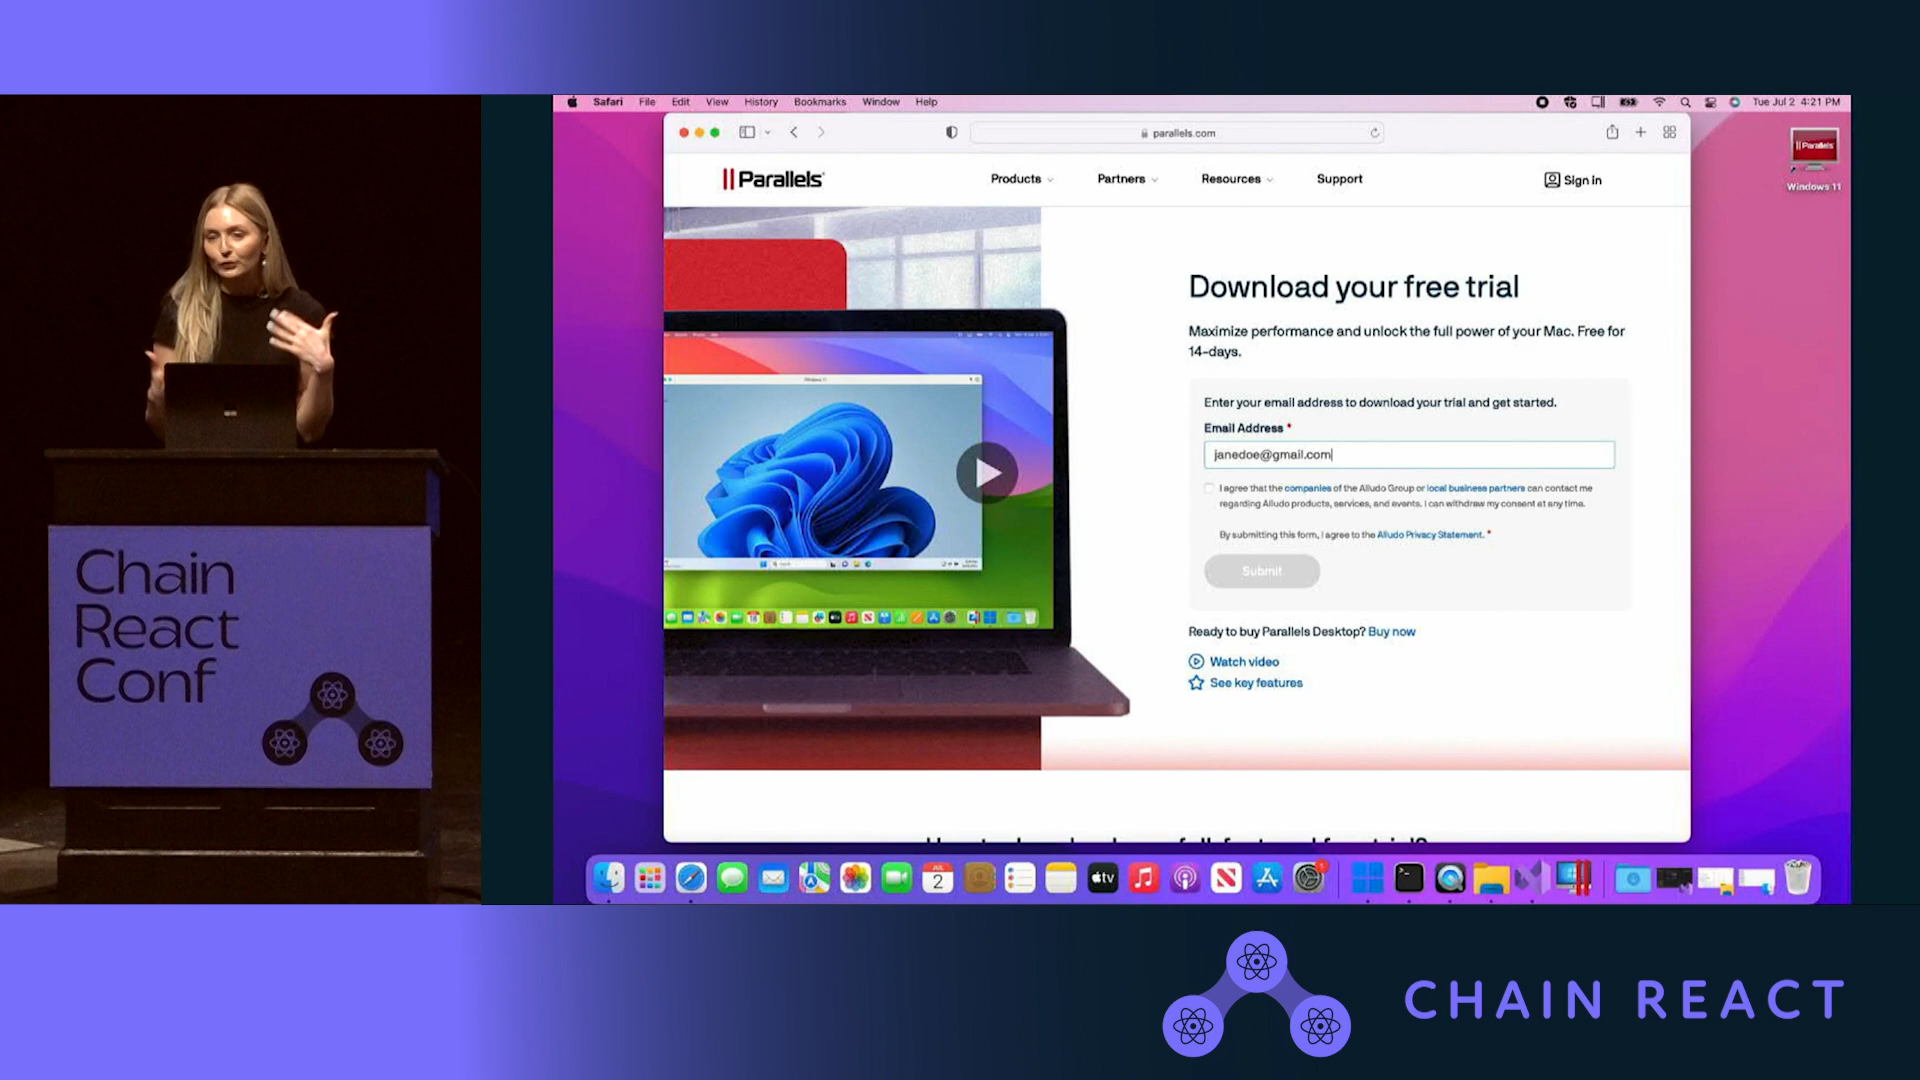 Safari File Edit View History Bookmarks Window Help
Tue Jul 2 4:21 PM
parallels.com
Parallels
Products
Partners
Resources
Support
Sign in
Parallels
Windows 11
Download your free trial
Maximize performance and unlock the full power of your Mac. Free for
14-days.
Enter your email address to download your trial and get started.
Email Address *
janedoe@gmail.com
I agree that the companies of the Alludo Group or local business partners can contact me
regarding Alludo products, services, and events. I can withdraw my consent at any time.
By submitting this form, I agree to the Alludo Privacy Statement. *
Submit
Ready to buy Parallels Desktop? Buy now
Watch video
See key features
JUL
2
tv
Chain
React
Conf
CHAIN REACT